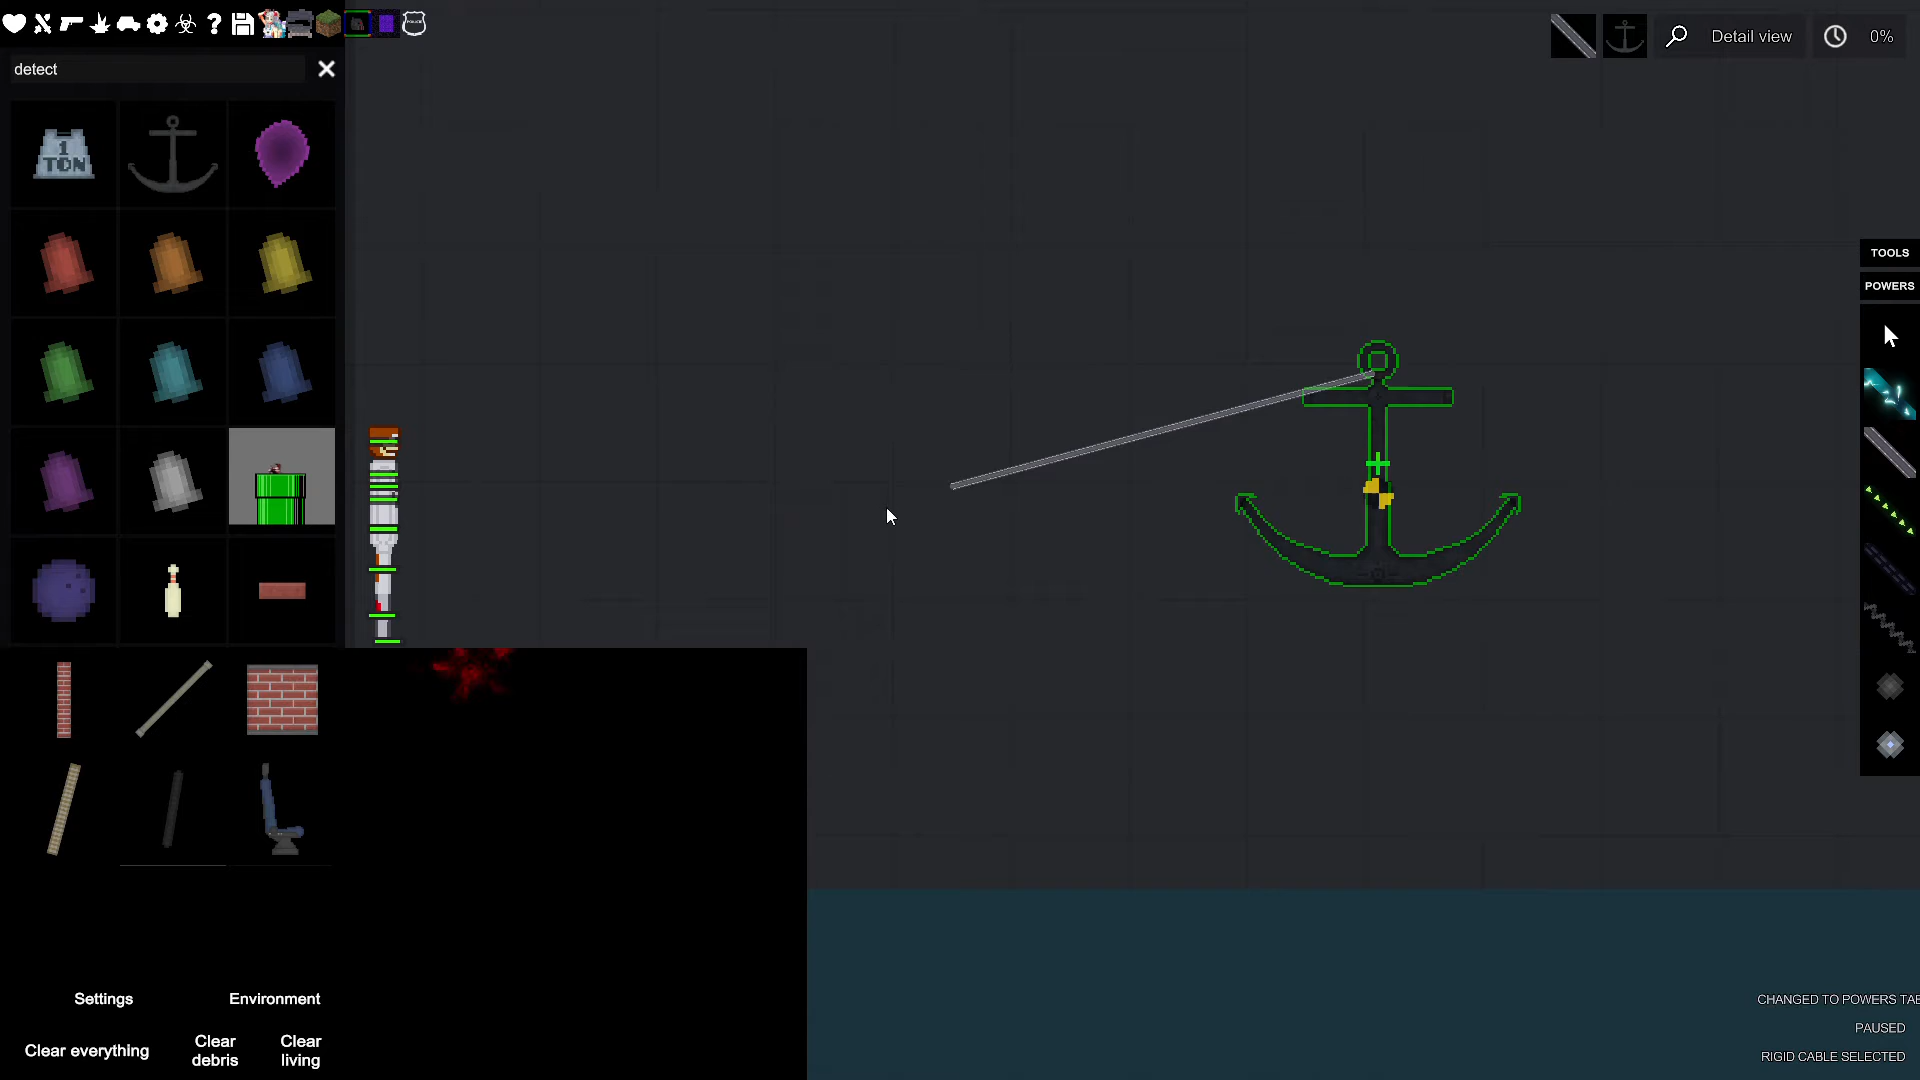 detect
Detail view
0%
1
TON
TOOLS
POWERS
Settings
Environment
Clear everything
Clear
debris
Clear
living
CHANGED TO POWERS TAB
PAUSED
RIGID CABLE SELECTED